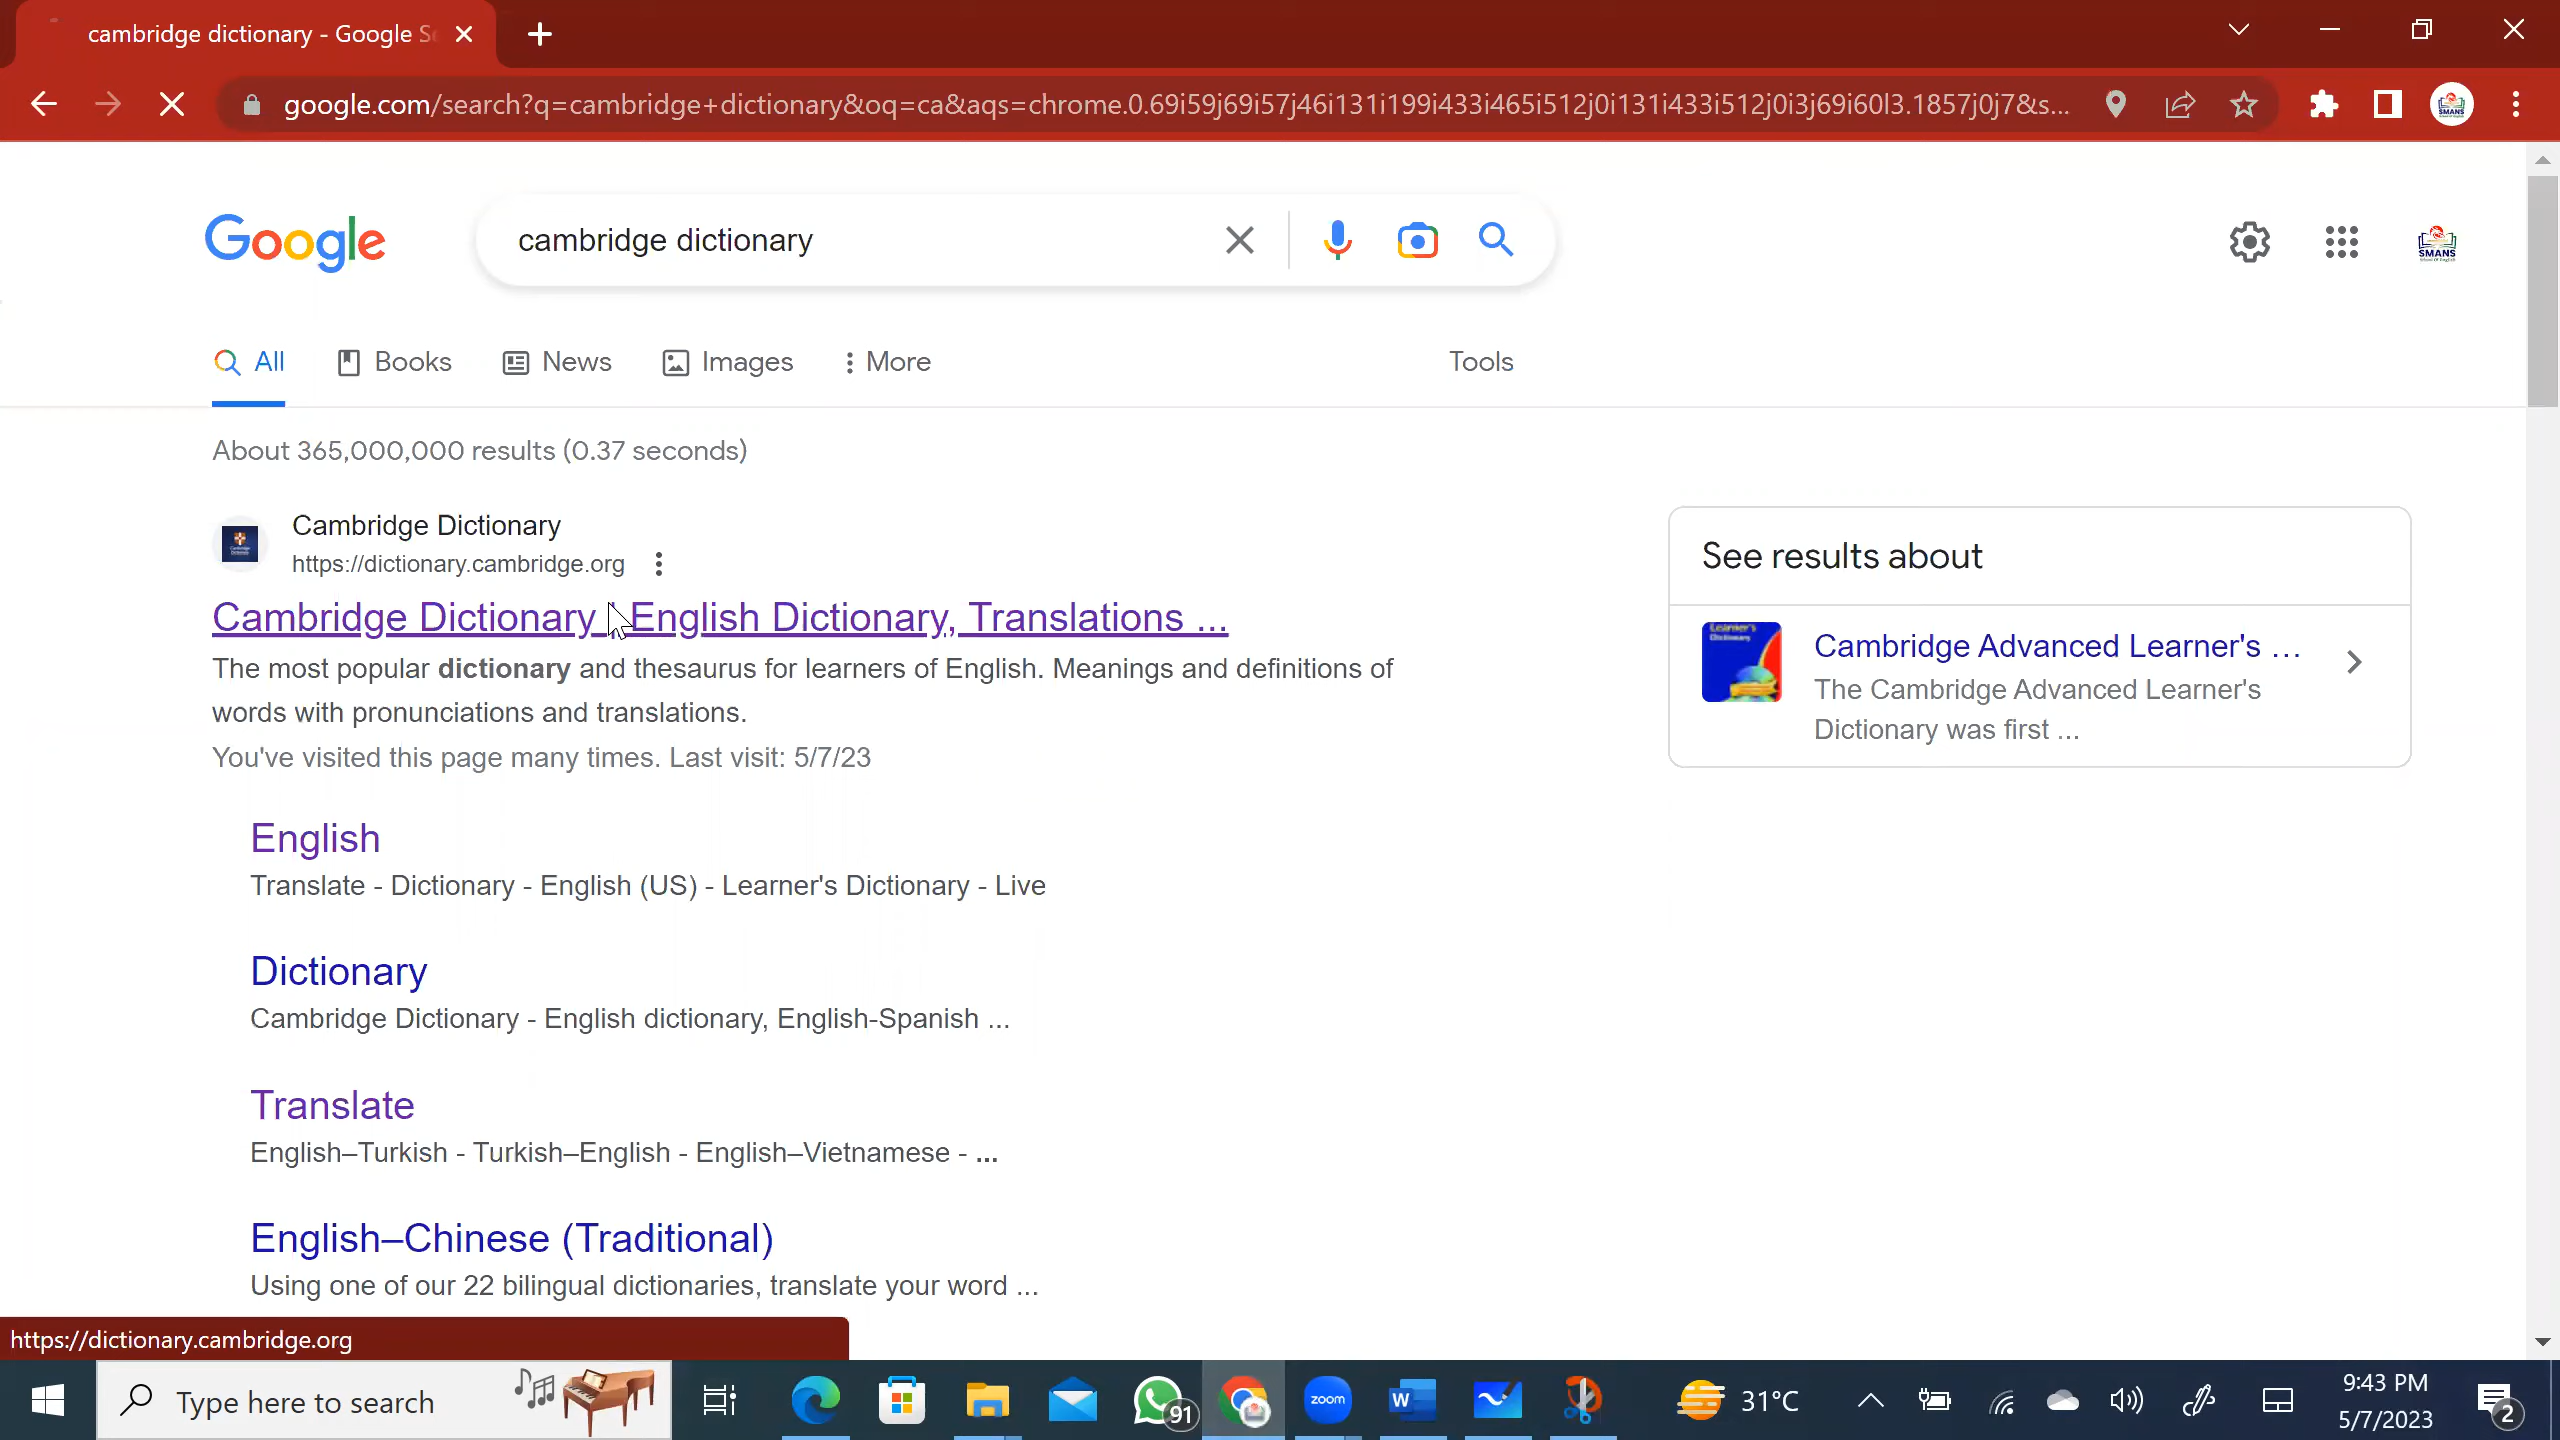 cambridge dictionary - Google S
google.com/search?q=cambridge+dictionary&oq=ca&aqs=chrome.0.69i59j69i57j46i131i199i433i465i512j0i131i433i512j0i3j69i60l3.1857j0j7&s...
Google
cambridge dictionary
SMANS
All
Books
News
Images
More
Tools
About 365,000,000 results (0.37 seconds)
Cambridge Dictionary
https://dictionary.cambridge.org
Cambridge Dictionary | English Dictionary, Translations ...
The most popular dictionary and thesaurus for learners of English. Meanings and definitions of
words with pronunciations and translations.
You've visited this page many times. Last visit: 5/7/23
See results about
Learner's
Dictionary
Cambridge Advanced Learner's ...
The Cambridge Advanced Learner's
Dictionary was first ...
English
Translate - Dictionary - English (US) - Learner's Dictionary - Live
Dictionary
Cambridge Dictionary - English dictionary, English-Spanish ...
Translate
English–Turkish - Turkish–English - English–Vietnamese - ...
English–Chinese (Traditional)
Using one of our 22 bilingual dictionaries, translate your word ...
https://dictionary.cambridge.org
Type here to search
91
zoom
W
31°C
9:43 PM
5/7/2023
2